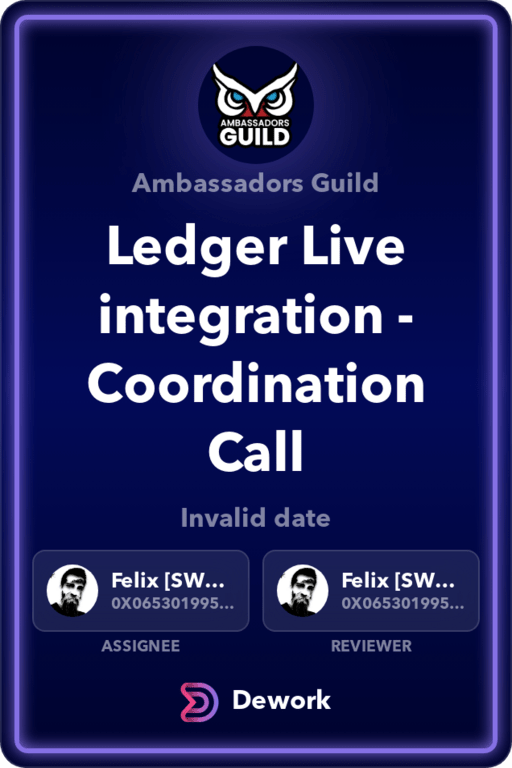 AMBASSADORS
GUILD
Ambassadors Guild
Ledger Live
integration -
Coordination
Call
Invalid date
Felix [SW... Felix [SW...
0X065301995... 0X065301995...
ASSIGNEE REVIEWER
Dework